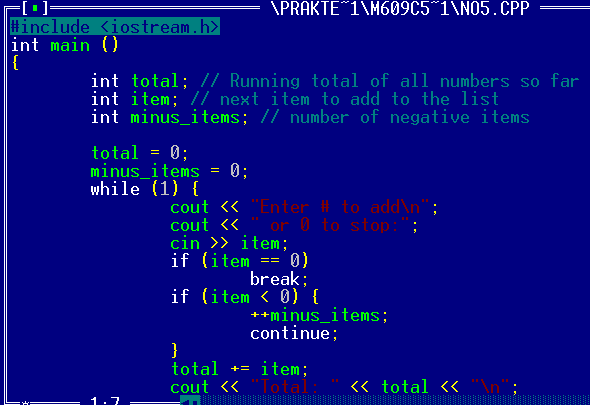 [■] \PRAKTE~1\M609C5~1\NO5.CPP
#include <iostream.h>
int main ()
{
int total; // Running total of all numbers so far
int item; // next item to add to the list
int minus_items; // number of negative items
total = 0;
minus_items = 0;
while (1) {
cout << "Enter # to add\n";
cout << " or 0 to stop:";
cin >> item;
if (item == 0)
break;
if (item < 0) {
++minus_items;
continue;
}
total += item;
cout << "Total: " << total << "\n";
1:7